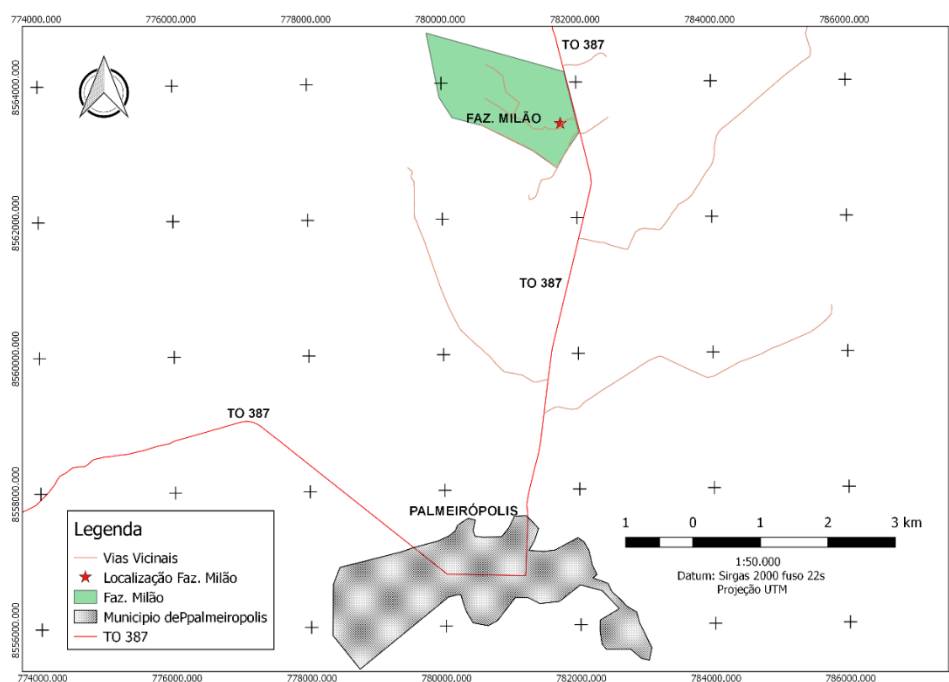 774000.000 776000.000 778000.000 780000.000 782000.000 784000.000 786000.000
8564000.000
8562000.000
8560000.000
8558000.000
8556000.000
TO 387
FAZ. MILÃO
TO 387
TO 387
PALMEIRÓPOLIS
Legenda
Vias Vicinais
Localização Faz. Milão
Faz. Milão
Municipio dePpalmeiropolis
TO 387
1 0 1 2 3 km
1:50.000
Datum: Sirgas 2000 fuso 22s
Projeção UTM
774000.000 776000.000 778000.000 780000.000 782000.000 784000.000 786000.000